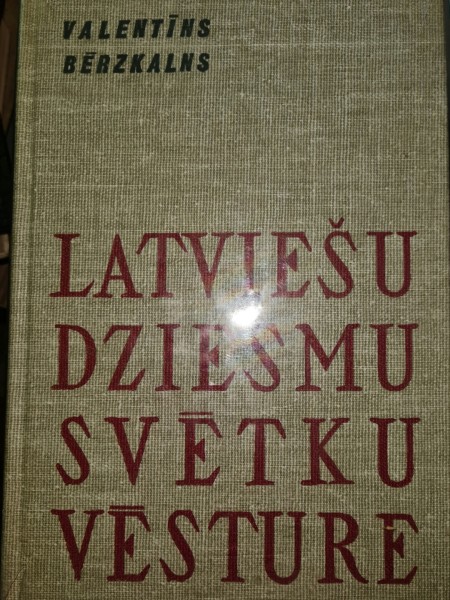 VALENTĪNS
BĒRZKALNS
LATVIEŠU
DZIESMU
SVĒTKU
VĒSTURE